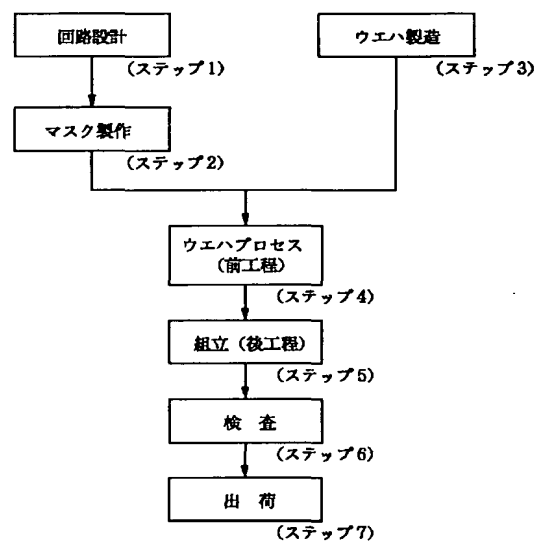 回路設計
(ステップ1)
ウエハ製造
(ステップ3)
マスク製作
(ステップ2)
ウエハプロセス
(前工程)
(ステップ4)
組立(後工程)
(ステップ5)
検 査
(ステップ6)
出 荷
(ステップ7)